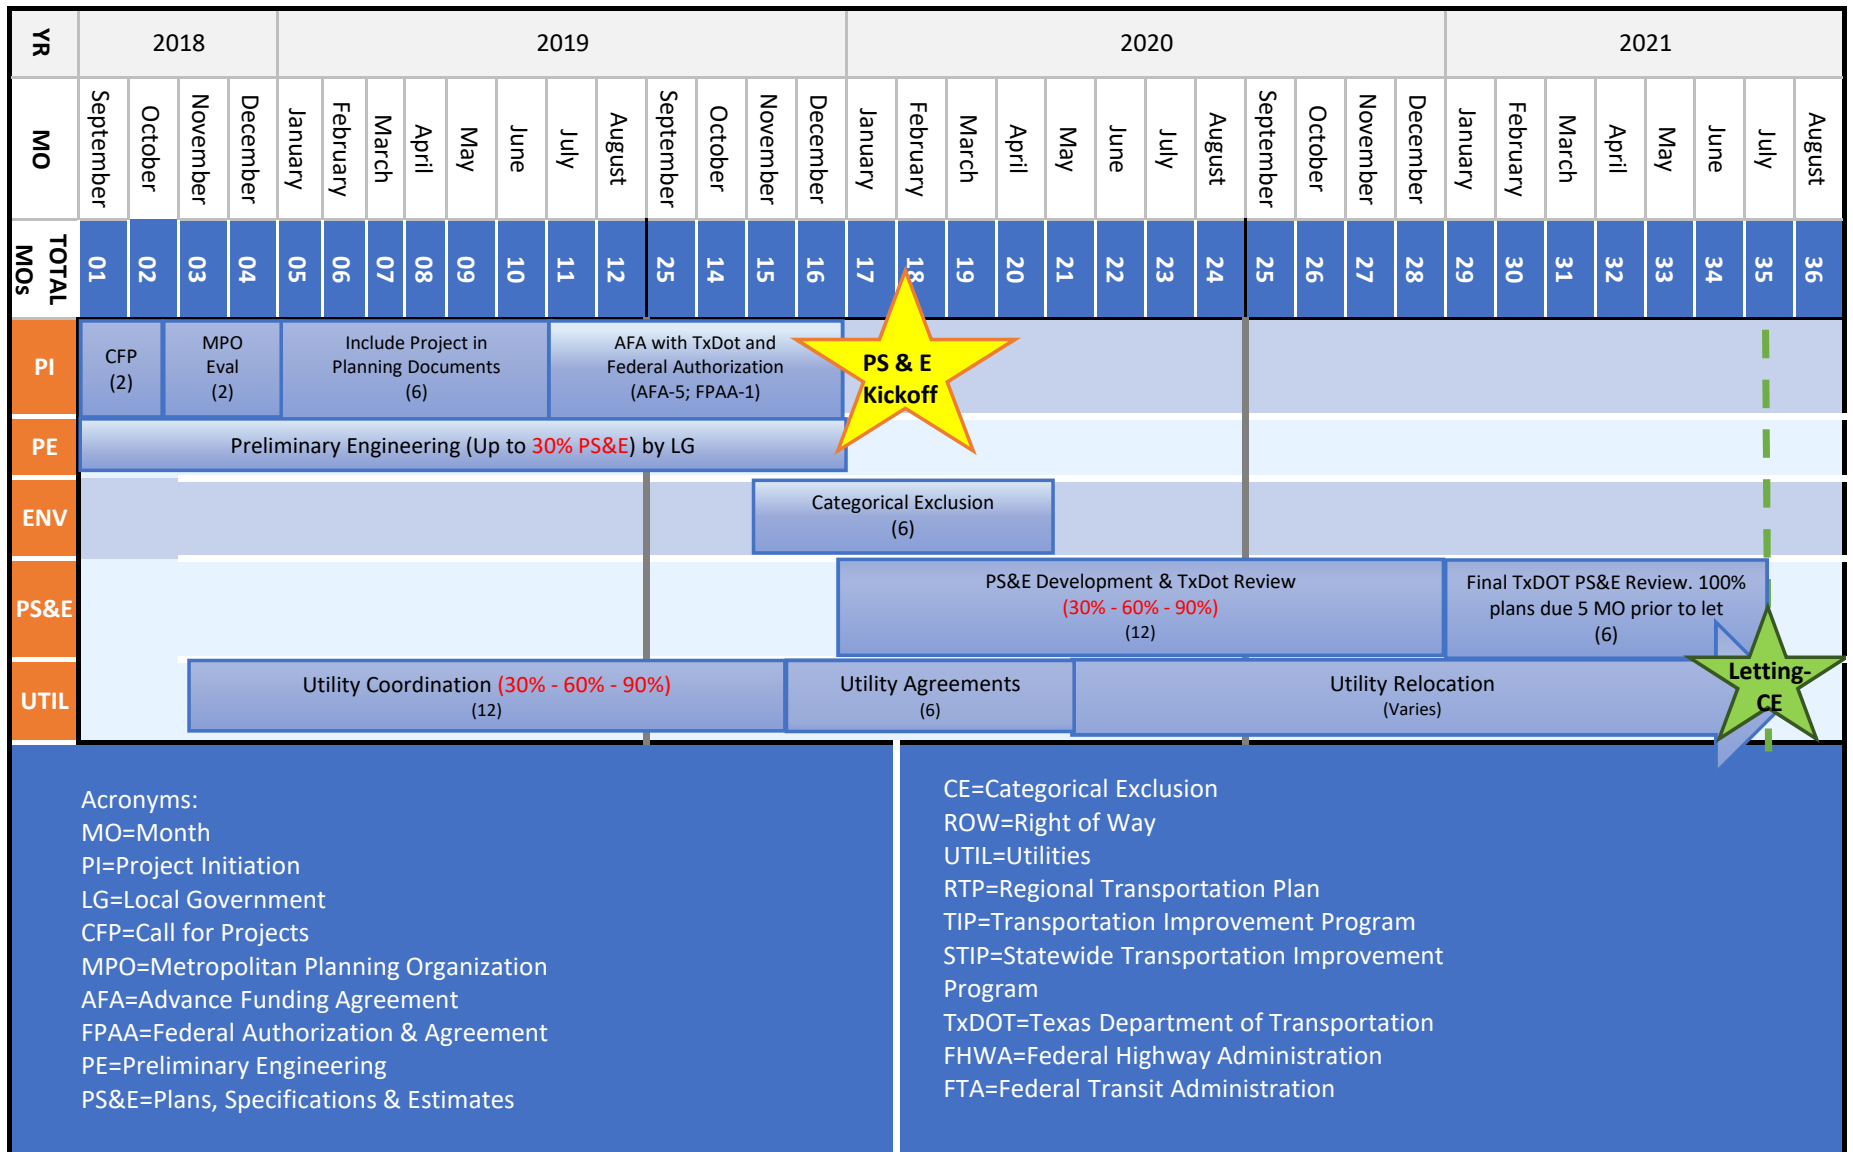 YR
2018
2019
2020
2021
MO
September
October
November
December
January
February
March
April
May
June
July
August
September
October
November
December
January
February
March
April
May
June
July
August
September
October
November
December
January
February
March
April
May
June
July
August
TOTAL
MOs
01
02
03
04
05
06
07
08
09
10
11
12
25
14
15
16
17
18
19
20
21
22
23
24
25
26
27
28
29
30
31
32
33
34
35
36
PI
CFP
(2)
MPO
Eval
(2)
Include Project in
Planning Documents
(6)
AFA with TxDot and
Federal Authorization
(AFA-5; FPAA-1)
PS & E
Kickoff
PE
Preliminary Engineering (Up to 30% PS&E) by LG
ENV
Categorical Exclusion
(6)
PS&E
PS&E Development & TxDot Review
(30% - 60% - 90%)
(12)
Final TxDOT PS&E Review. 100%
plans due 5 MO prior to let
(6)
UTIL
Utility Coordination (30% - 60% - 90%)
(12)
Utility Agreements
(6)
Utility Relocation
(Varies)
Letting-
CE
Acronyms:
MO=Month
PI=Project Initiation
LG=Local Government
CFP=Call for Projects
MPO=Metropolitan Planning Organization
AFA=Advance Funding Agreement
FPAA=Federal Authorization & Agreement
PE=Preliminary Engineering
PS&E=Plans, Specifications & Estimates
CE=Categorical Exclusion
ROW=Right of Way
UTIL=Utilities
RTP=Regional Transportation Plan
TIP=Transportation Improvement Program
STIP=Statewide Transportation Improvement
Program
TxDOT=Texas Department of Transportation
FHWA=Federal Highway Administration
FTA=Federal Transit Administration